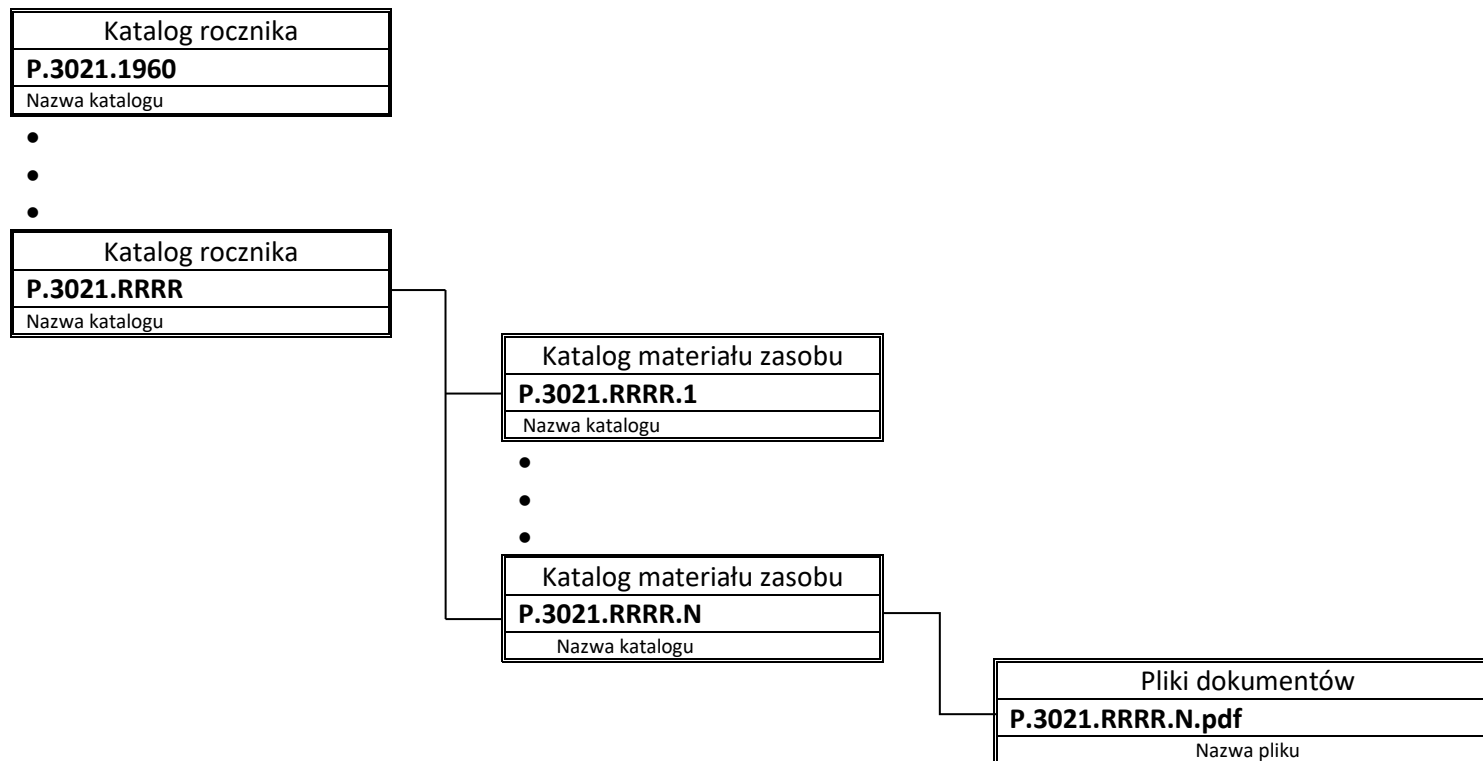 Katalog rocznika
P.3021.1960
Nazwa katalogu
•
•
•
Katalog rocznika
P.3021.RRRR
Nazwa katalogu
Katalog materiału zasobu
P.3021.RRRR.1
Nazwa katalogu
•
•
•
Katalog materiału zasobu
P.3021.RRRR.N
Nazwa katalogu
Pliki dokumentów
P.3021.RRRR.N.pdf
Nazwa pliku